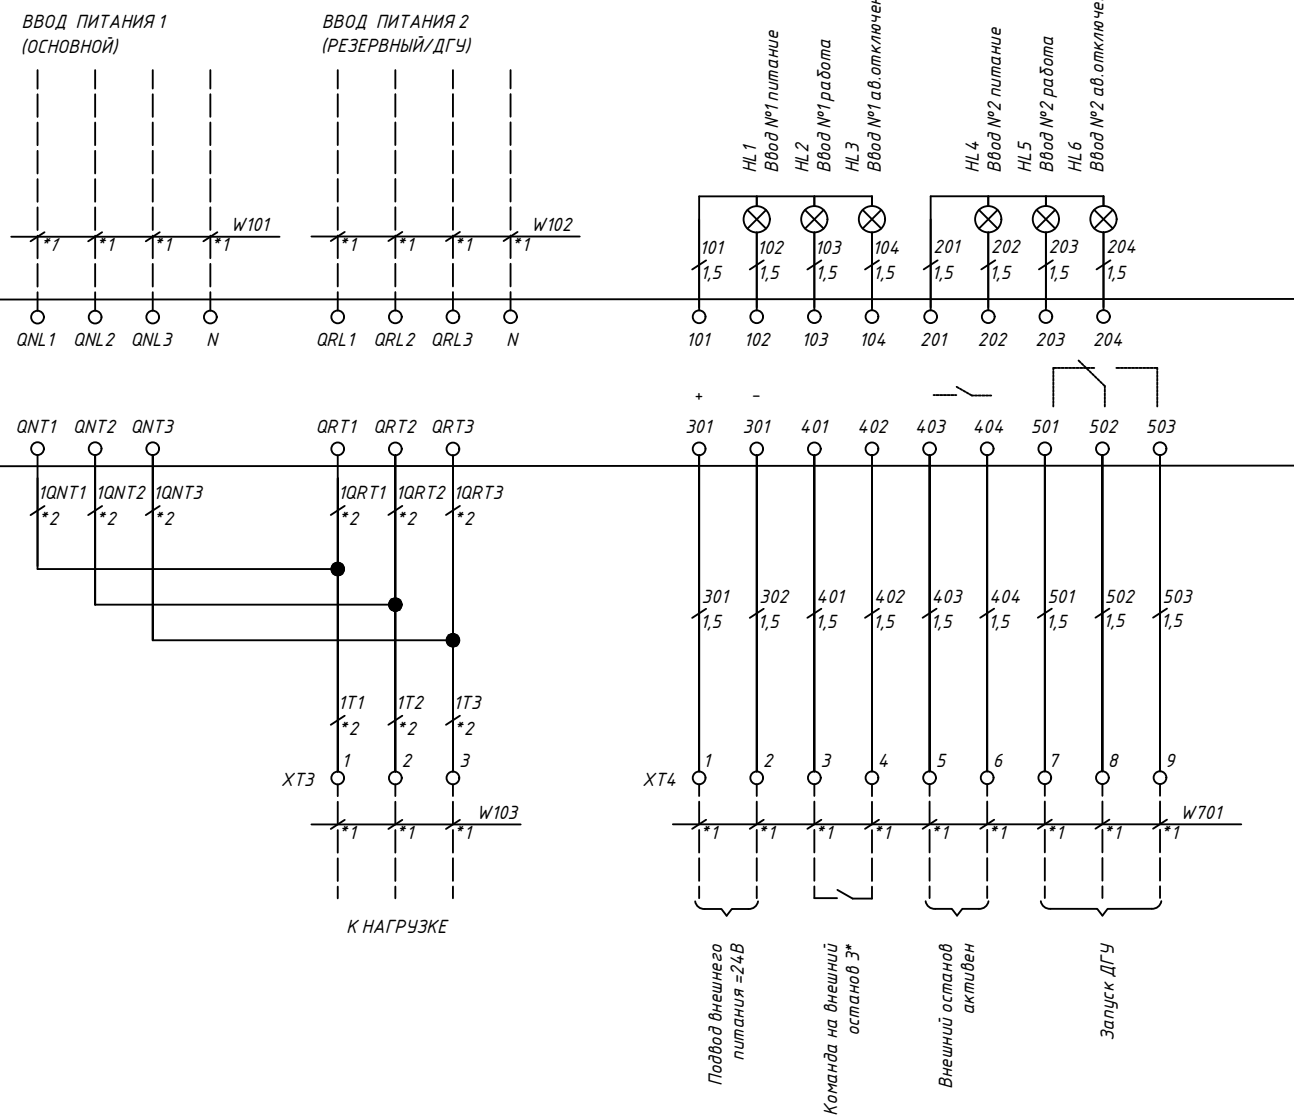 ВВОД ПИТАНИЯ 1
(ОСНОВНОЙ)
ВВОД ПИТАНИЯ 2
(РЕЗЕРВНЫЙ/ДГУ)
HL1
Ввод №1 питание
HL2
Ввод №1 работа
HL3
Ввод №1 ав.отключен
HL4
Ввод №2 питание
HL5
Ввод №2 работа
HL6
Ввод №2 ав.отключе
W101
*1 *1 *1 *1
W102
*1 *1 *1 *1
101 102 103 104 201 202 203 204
1,5 1,5 1,5 1,5 1,5 1,5 1,5 1,5
QNL1 QNL2 QNL3 N QRL1 QRL2 QRL3 N 101 102 103 104 201 202 203 204
+ −
QNT1 QNT2 QNT3 QRT1 QRT2 QRT3 301 301 401 402 403 404 501 502 503
1QNT1 1QNT2 1QNT3 1QRT1 1QRT2 1QRT3
*2 *2 *2 *2 *2 *2
301 302 401 402 403 404 501 502 503
1,5 1,5 1,5 1,5 1,5 1,5 1,5 1,5 1,5
1T1 1T2 1T3
*2 *2 *2
XT3 1 2 3
XT4 1 2 3 4 5 6 7 8 9
W103
*1 *1 *1
W701
*1 *1 *1 *1 *1 *1 *1 *1 *1
К НАГРУЗКЕ
Подвод внешнего
питания =24В
Команда на внешний
останов 3*
Внешний останов
активен
Запуск ДГУ